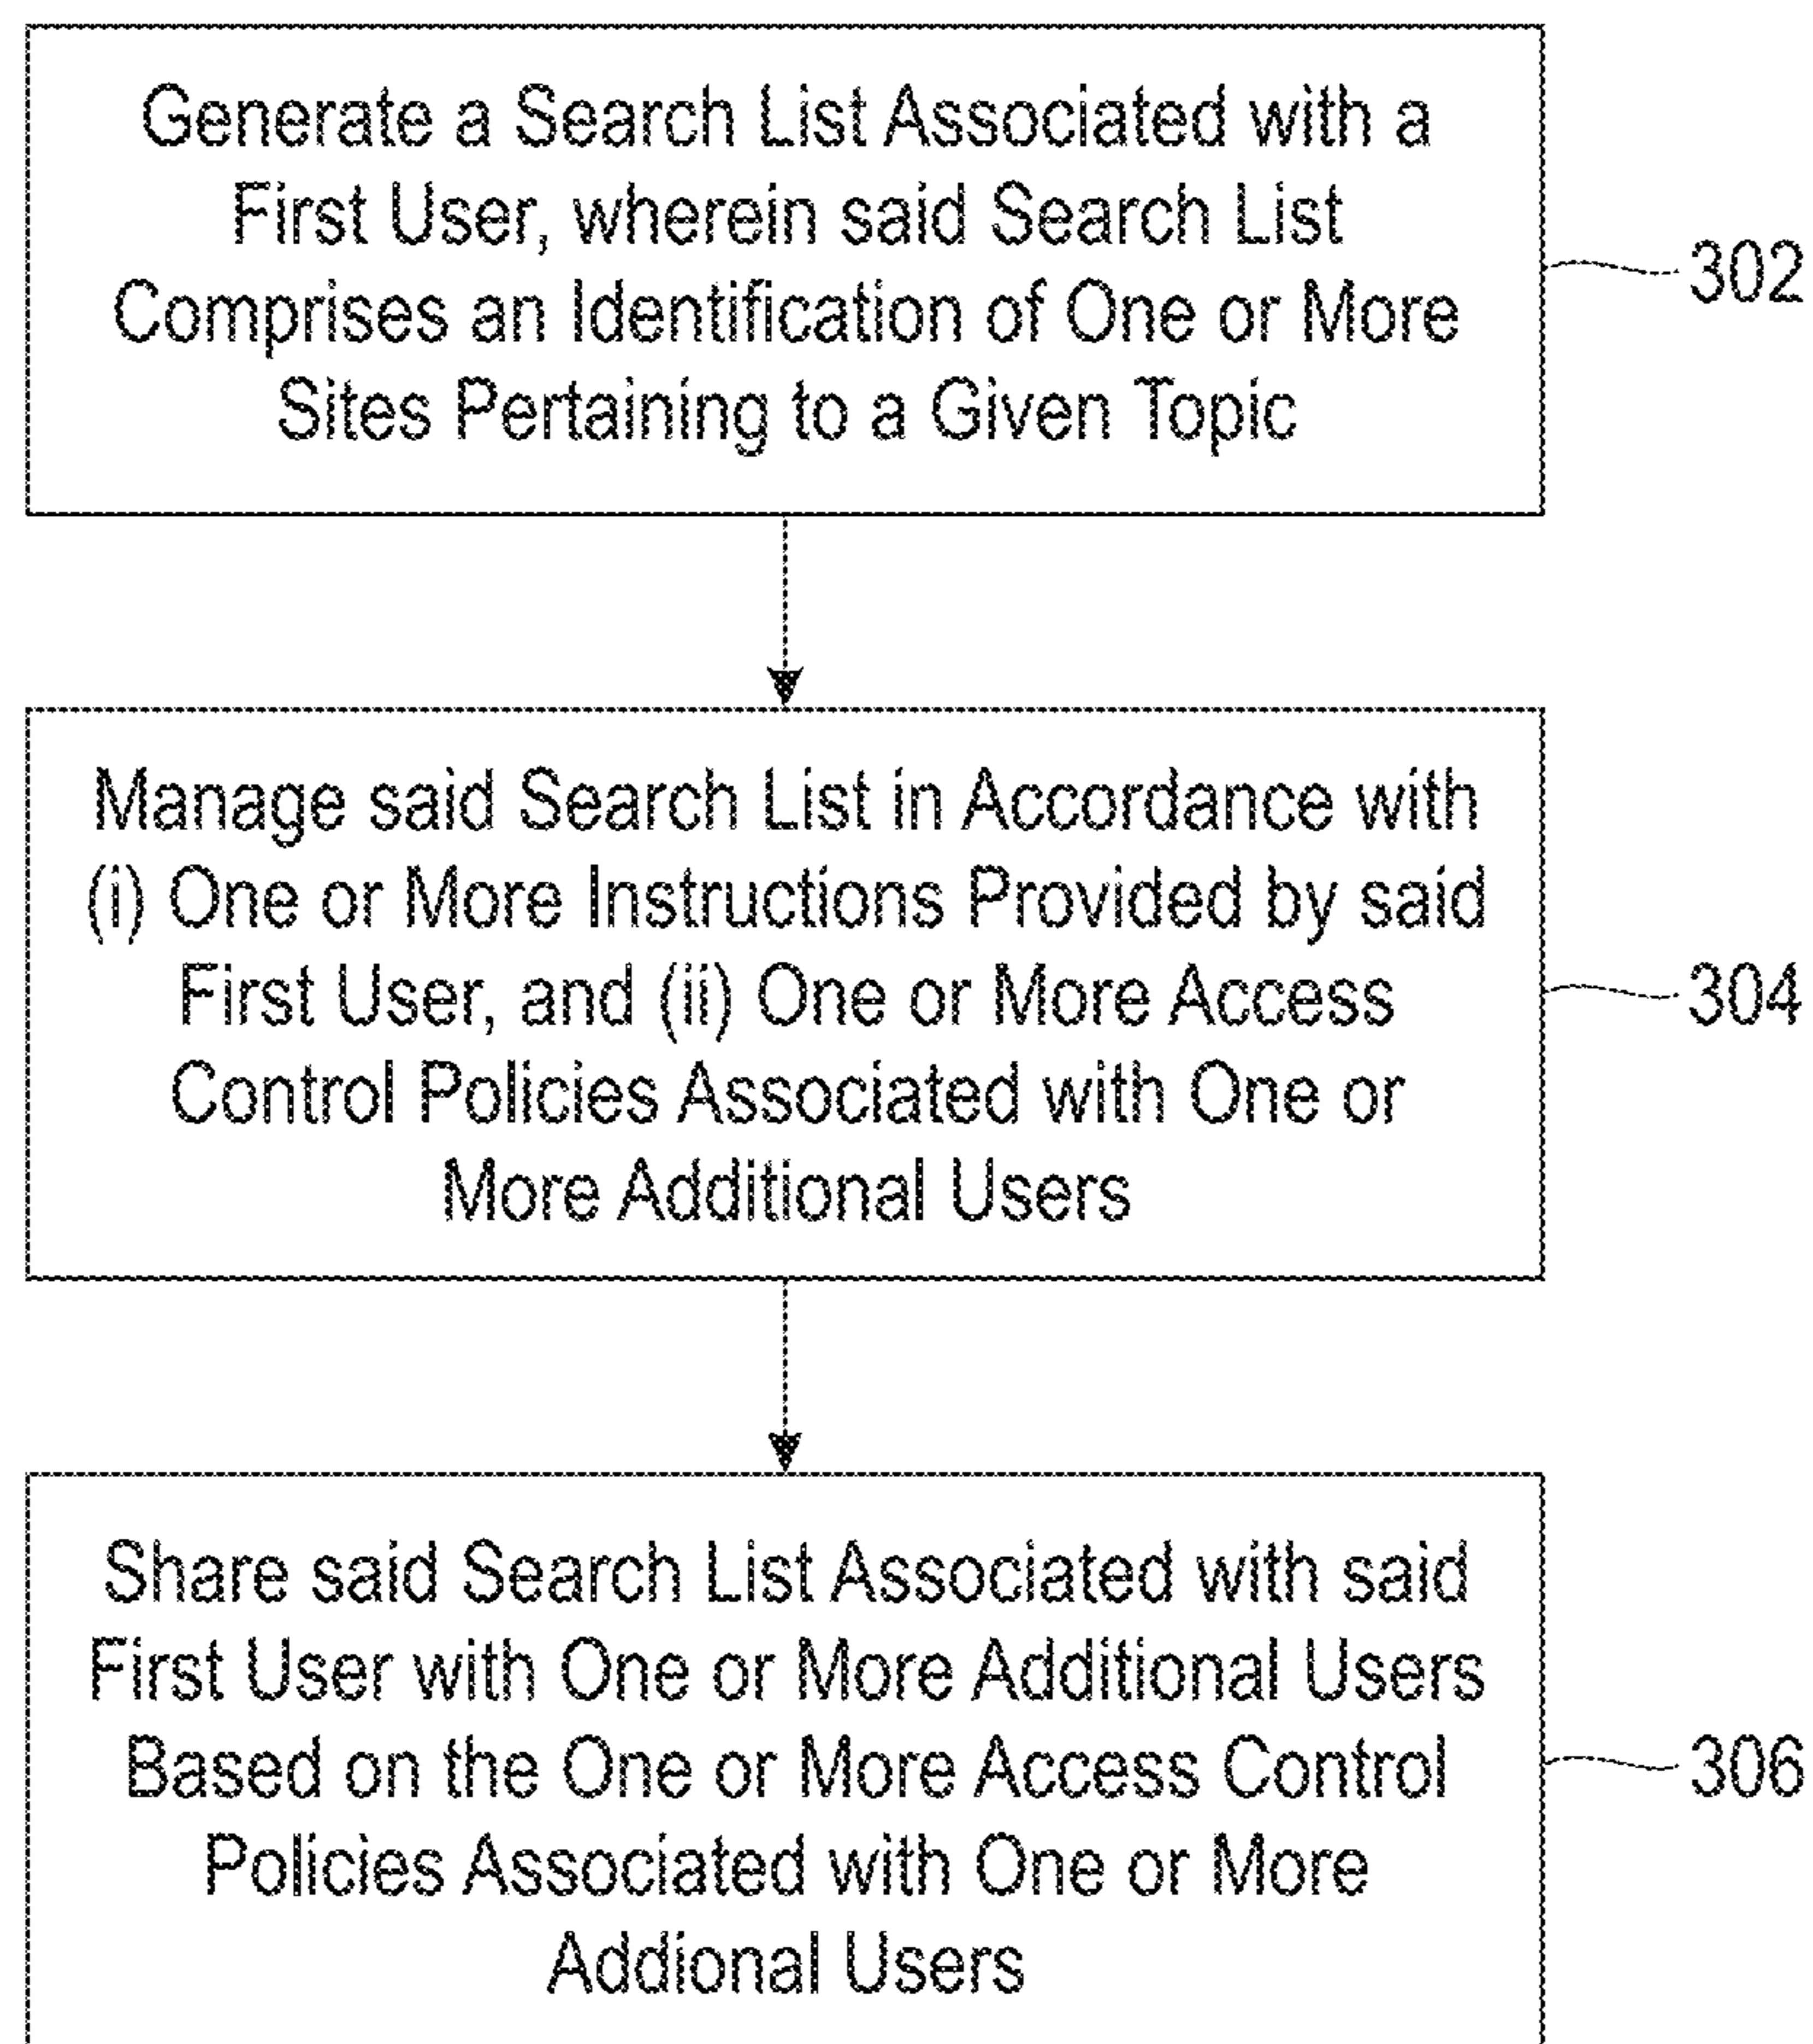 Generate a Search List Associated with a
First User, wherein said Search List
Comprises an Identification of One or More
Sites Pertaining to a Given Topic
302
Manage said Search List in Accordance with
(i) One or More Instructions Provided by said
First User, and (ii) One or More Access
Control Policies Associated with One or
More Additional Users
304
Share said Search List Associated with said
First User with One or More Additional Users
Based on the One or More Access Control
Policies Associated with One or More
Addional Users
306